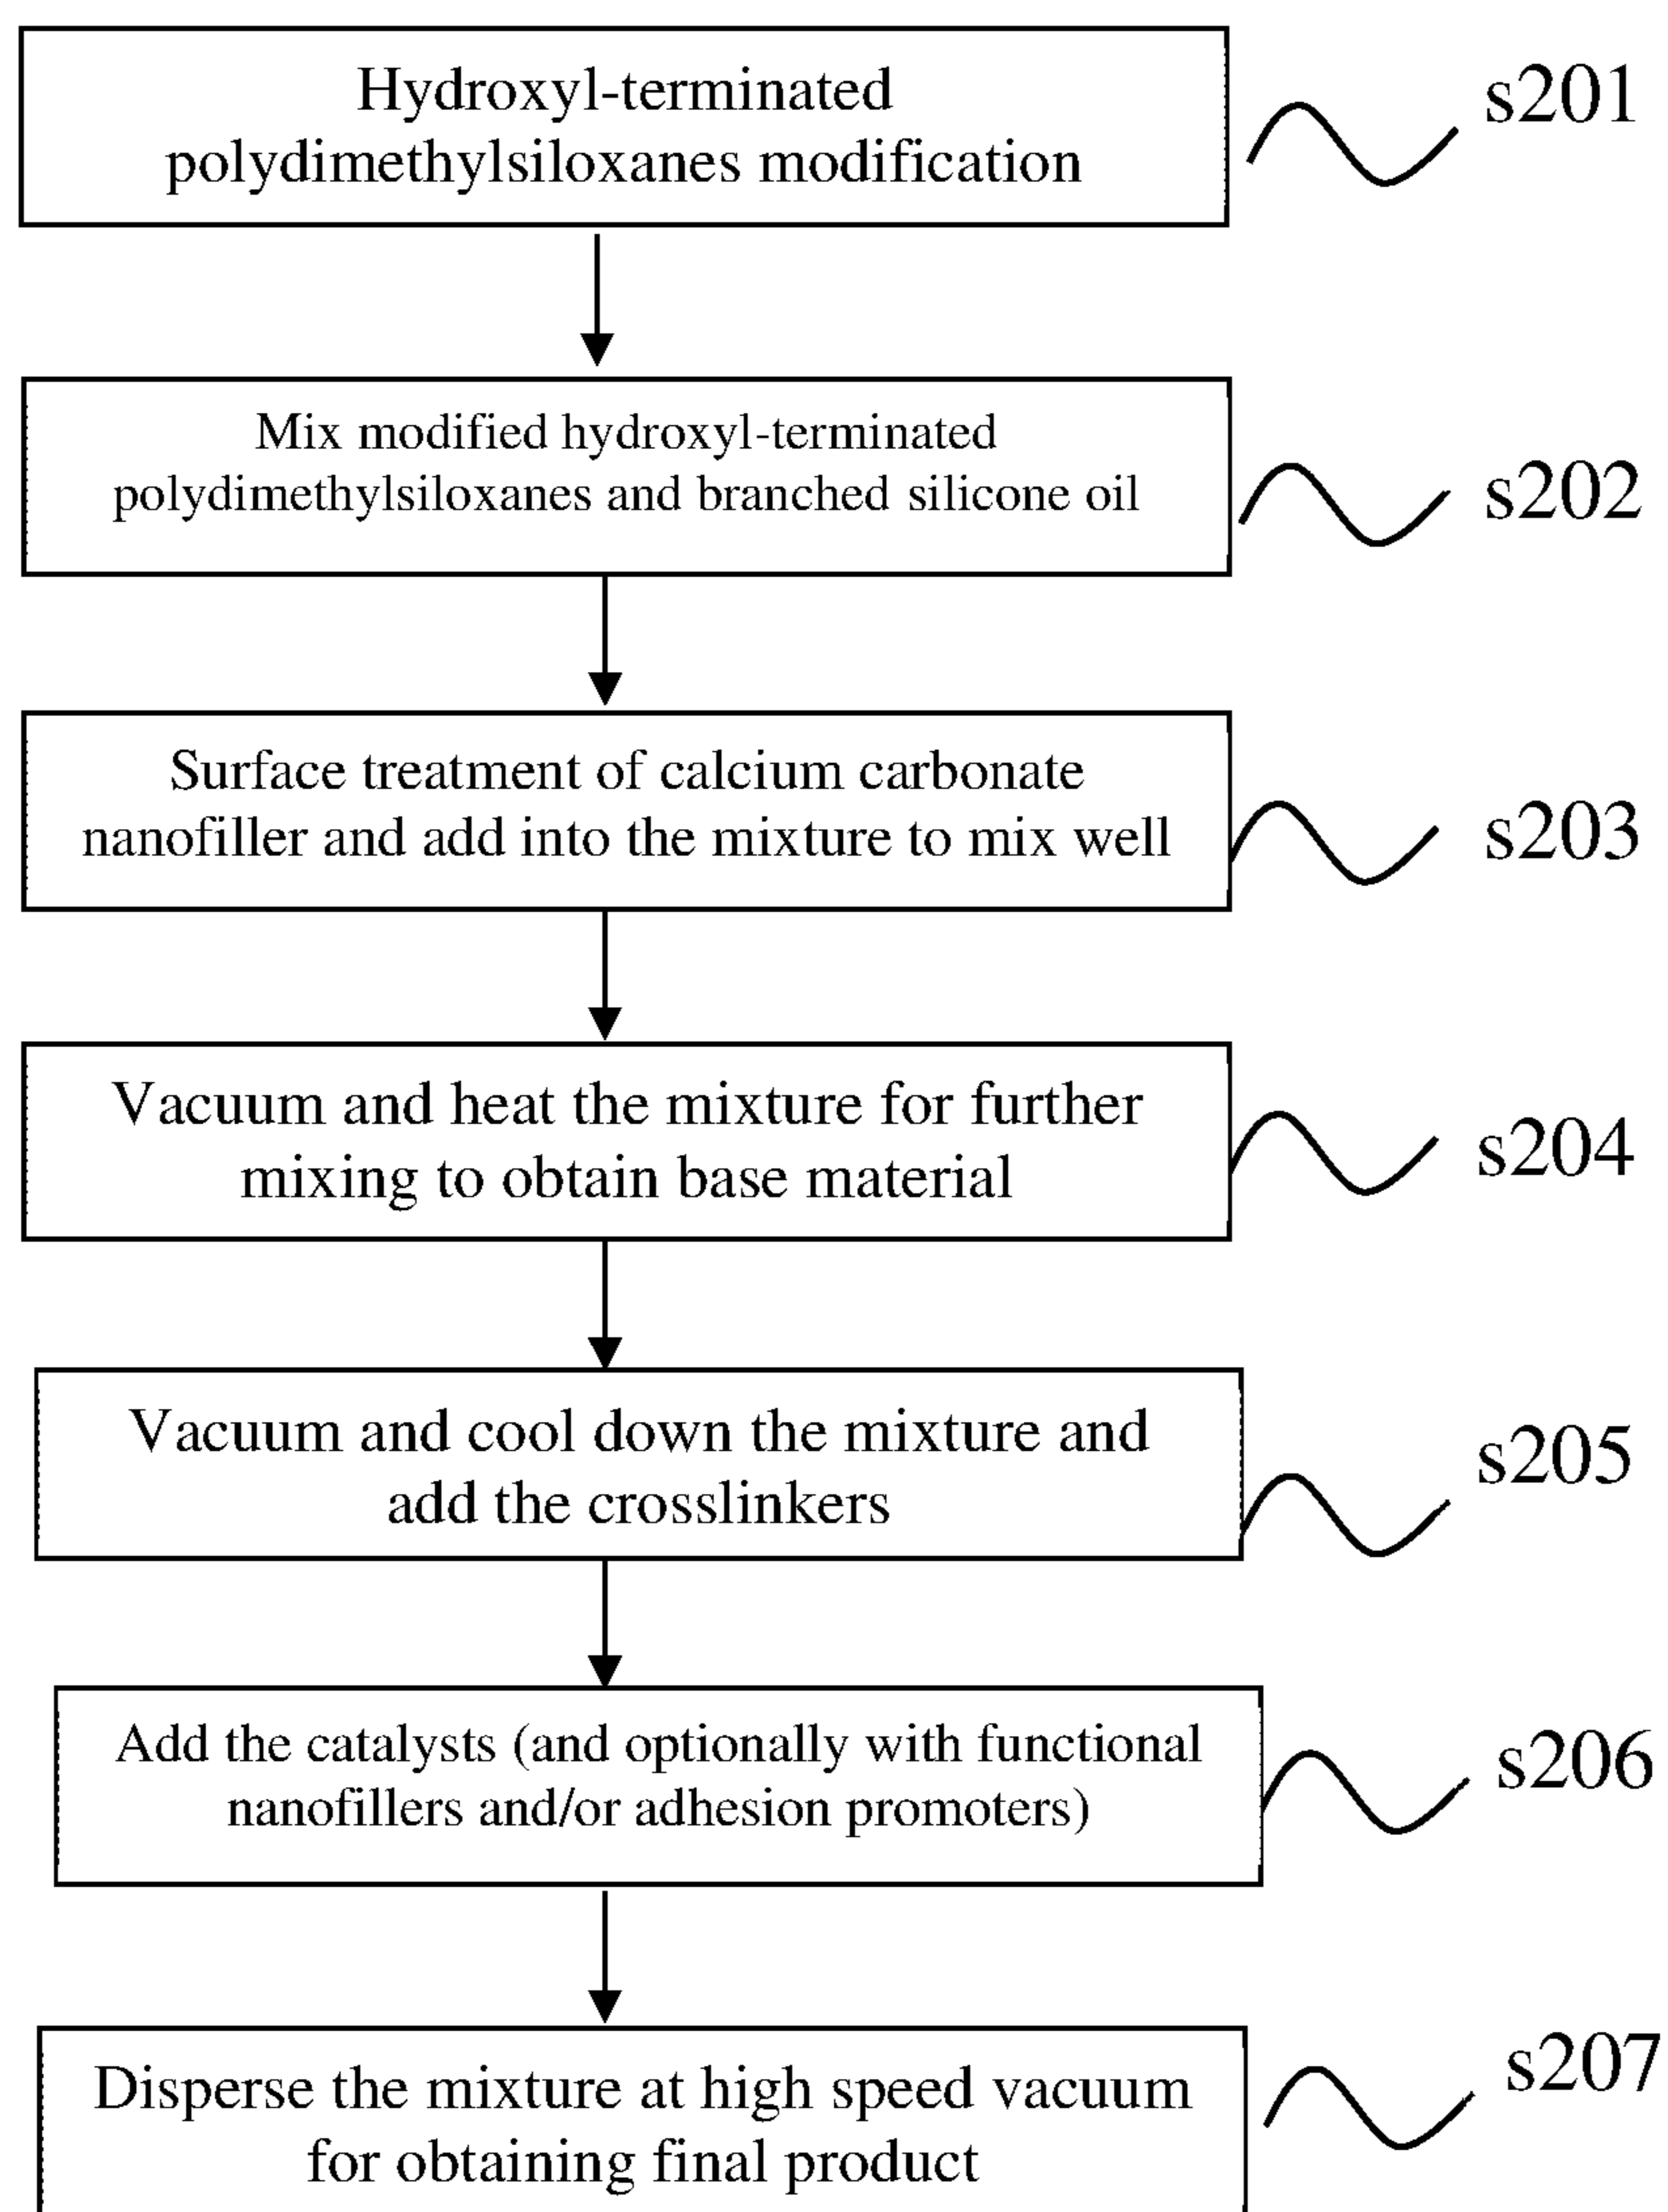 Hydroxyl-terminated
polydimethylsiloxanes modification
s201
Mix modified hydroxyl-terminated
polydimethylsiloxanes and branched silicone oil
s202
Surface treatment of calcium carbonate
nanofiller and add into the mixture to mix well
s203
Vacuum and heat the mixture for further
mixing to obtain base material
s204
Vacuum and cool down the mixture and
add the crosslinkers
s205
Add the catalysts (and optionally with functional
nanofillers and/or adhesion promoters)
s206
Disperse the mixture at high speed vacuum
for obtaining final product
s207